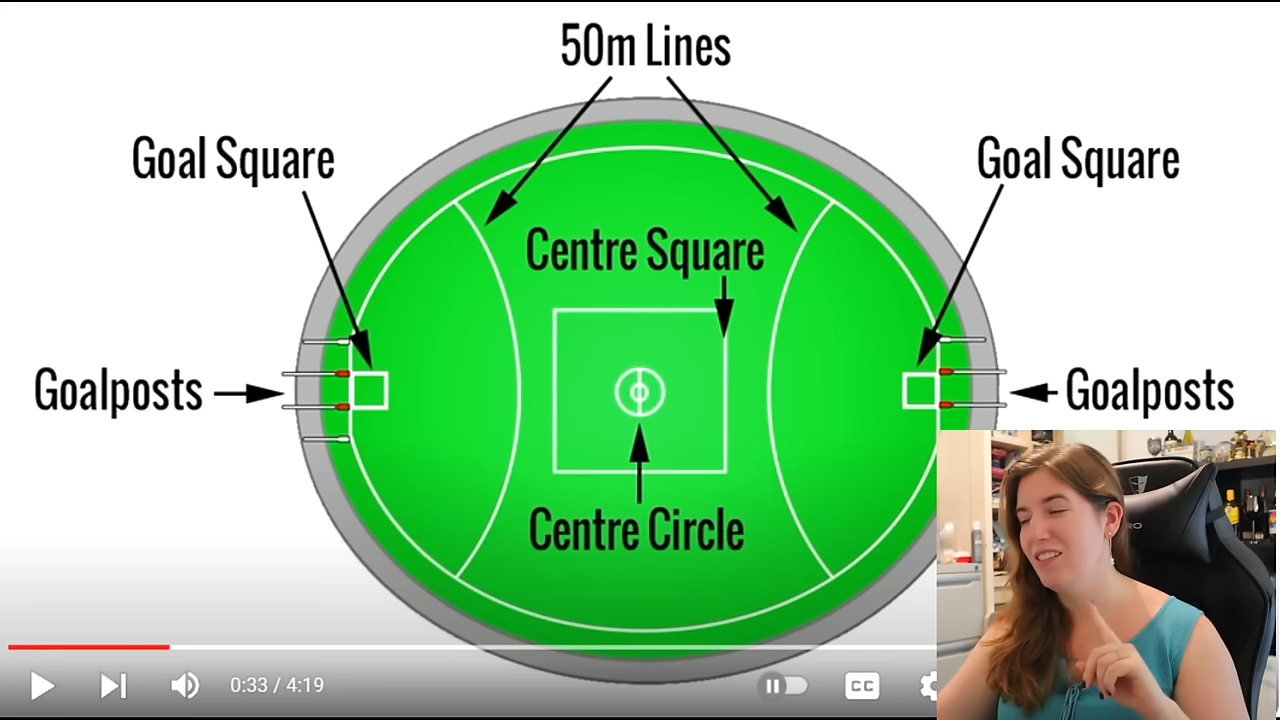 50m Lines
Goal Square
Goal Square
Centre Square
Goalposts
Goalposts
Centre Circle
0:33 / 4:19
CC